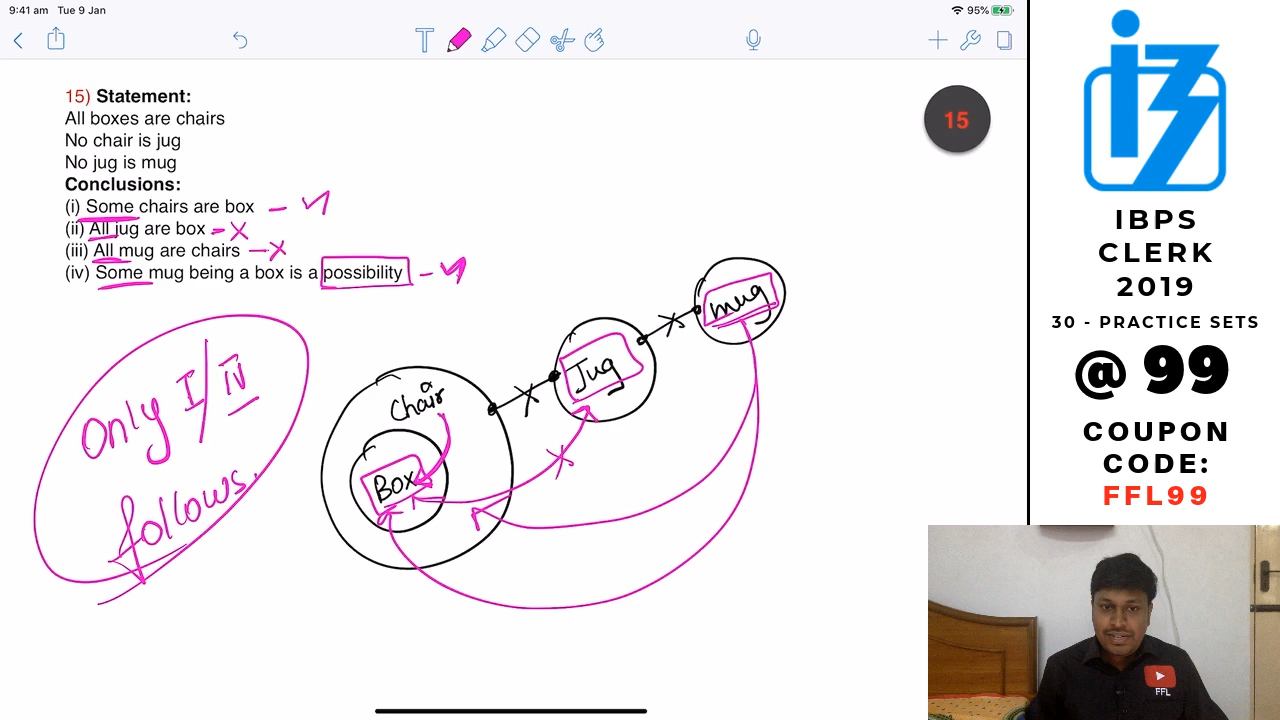 9:41 am Tue 9 Jan
95%
T
15) Statement:
All boxes are chairs
No chair is jug
No jug is mug
Conclusions:
(i) Some chairs are box
(ii) All jug are box
(iii) All mug are chairs
(iv) Some mug being a box is a possibility
15
mug
Jug
Chair
Box
Only I/IV
follows.
IBPS
CLERK
2019
30 - PRACTICE SETS
@ 99
COUPON
CODE:
FFL99
FFL